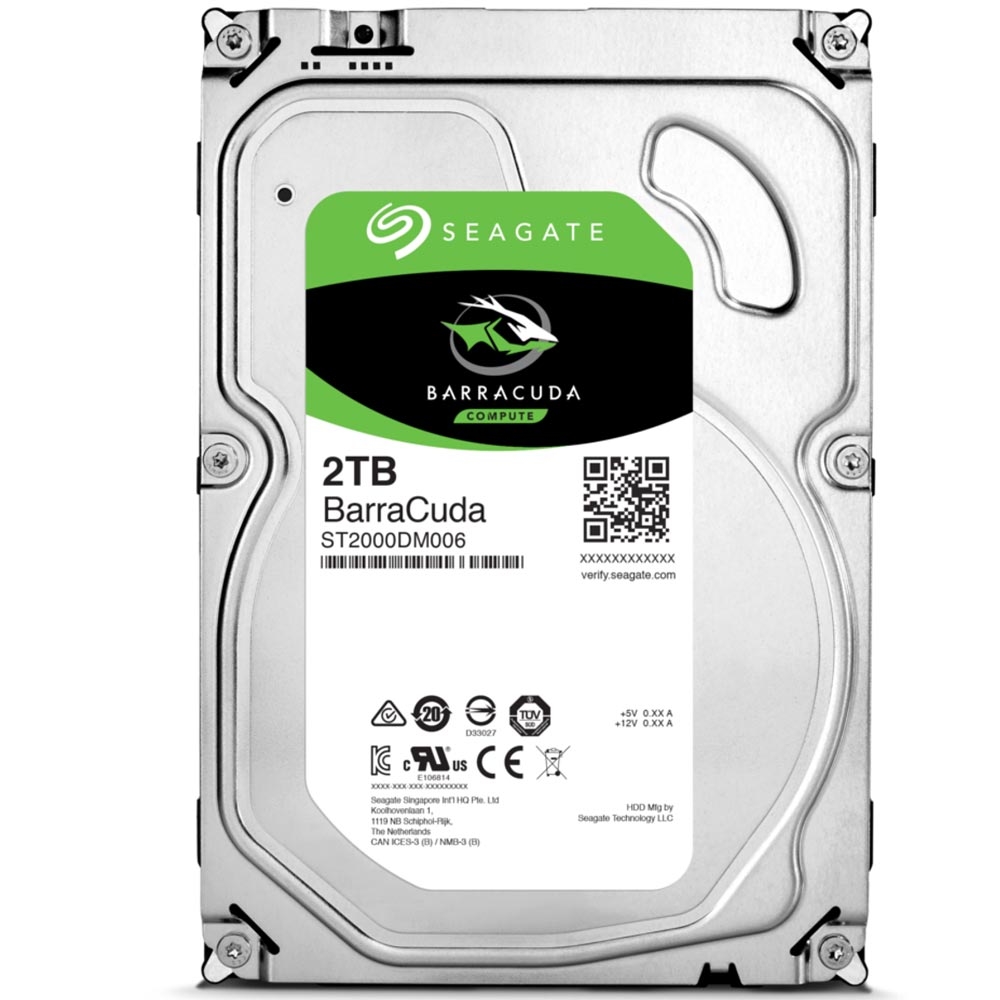 SEAGATE
BARRACUDA
COMPUTE
2TB
BarraCuda
ST2000DM006
XXXXXXXXXXXX
verify.seagate.com
20
D33027
TÜV
SÜD
+5V 0.XX A
+12V 0.XX A
c RU US
E106814
CE
XXXX-XXX-XXX-XXXXXXXXX
Seagate Singapore Int'l HQ Pte. Ltd
Koolhovenlaan 1,
1119 NB Schiphol-Rijk,
The Netherlands
CAN ICES-3 (B) / NMB-3 (B)
HDD Mfg by
Seagate Technology LLC